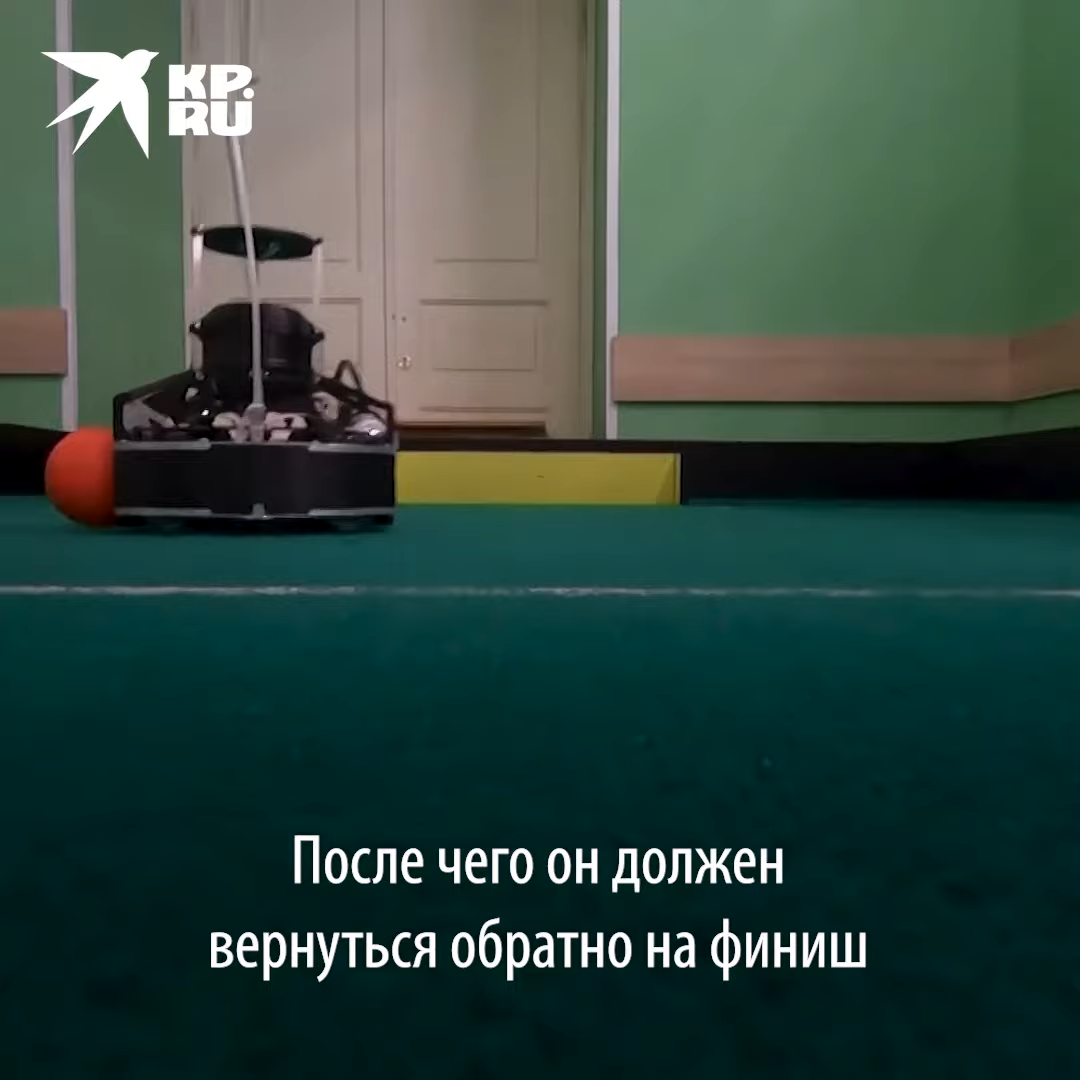 KP.
RU
После чего он должен
вернуться обратно на финиш